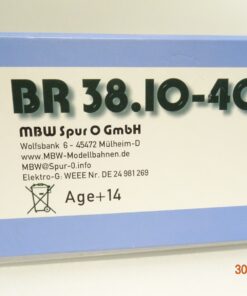 BR 38.10-40
MBW Spur 0 GmbH
Wolfsbank 6 - 45472 Mülheim-D
www.MBW-Modellbahnen.de
MBW@Spur-0.info
Elektro-G: WEEE Nr. DE 24 981 269
Age+14
30